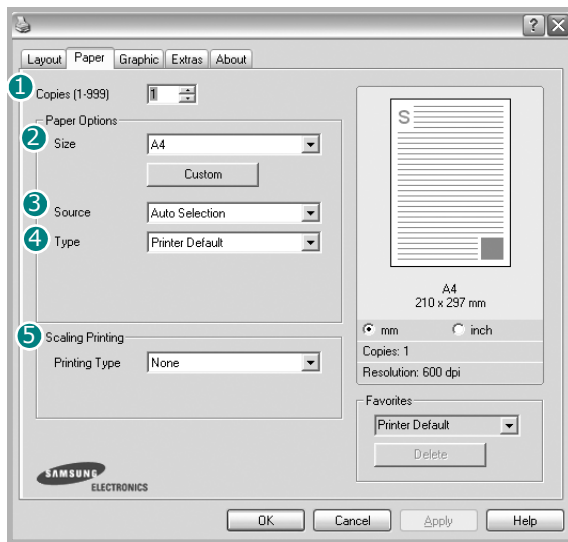 Layout Paper Graphic Extras About
1 Copies (1-999) 1
Paper Options
2 Size A4
Custom
3 Source Auto Selection
4 Type Printer Default
5 Scaling Printing
Printing Type None
S
A4
210 x 297 mm
mm inch
Copies: 1
Resolution: 600 dpi
Favorites
Printer Default
Delete
SAMSUNG
ELECTRONICS
OK Cancel Apply Help